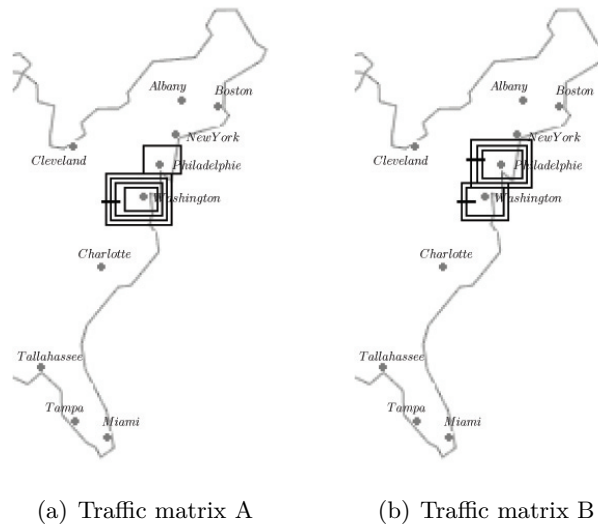 Albany
Boston
NewYork
Cleveland
Philadelphie
Washington
Charlotte
Tallahassee
Tampa
Miami
Albany
Boston
NewYork
Cleveland
Philadelphie
Washington
Charlotte
Tallahassee
Tampa
Miami
(a) Traffic matrix A
(b) Traffic matrix B